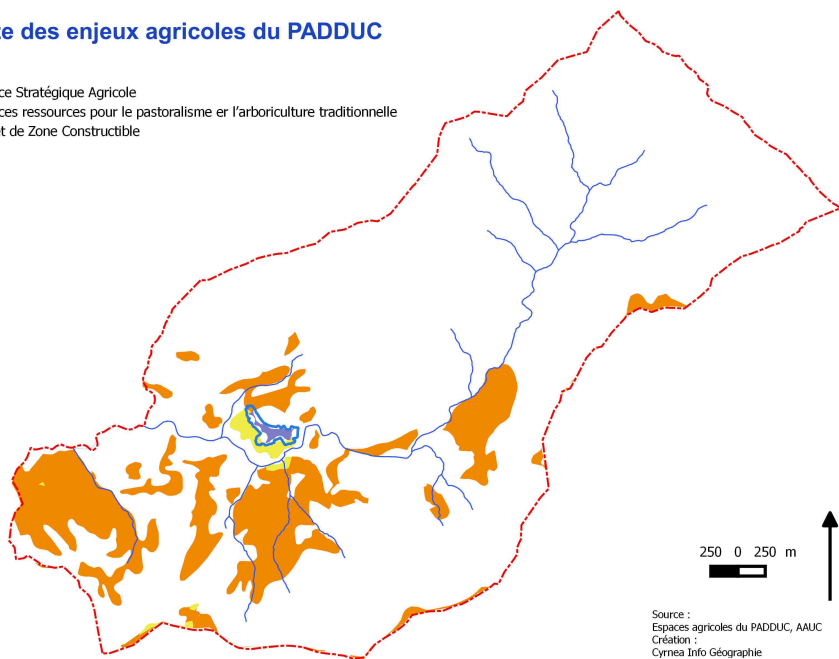 te des enjeux agricoles du PADDUC
ce Stratégique Agricole
ces ressources pour le pastoralisme er l'arboriculture traditionnelle
et de Zone Constructible
250 0 250 m
Source :
Espaces agricoles du PADDUC, AAUC
Création :
Cyrnea Info Géographie